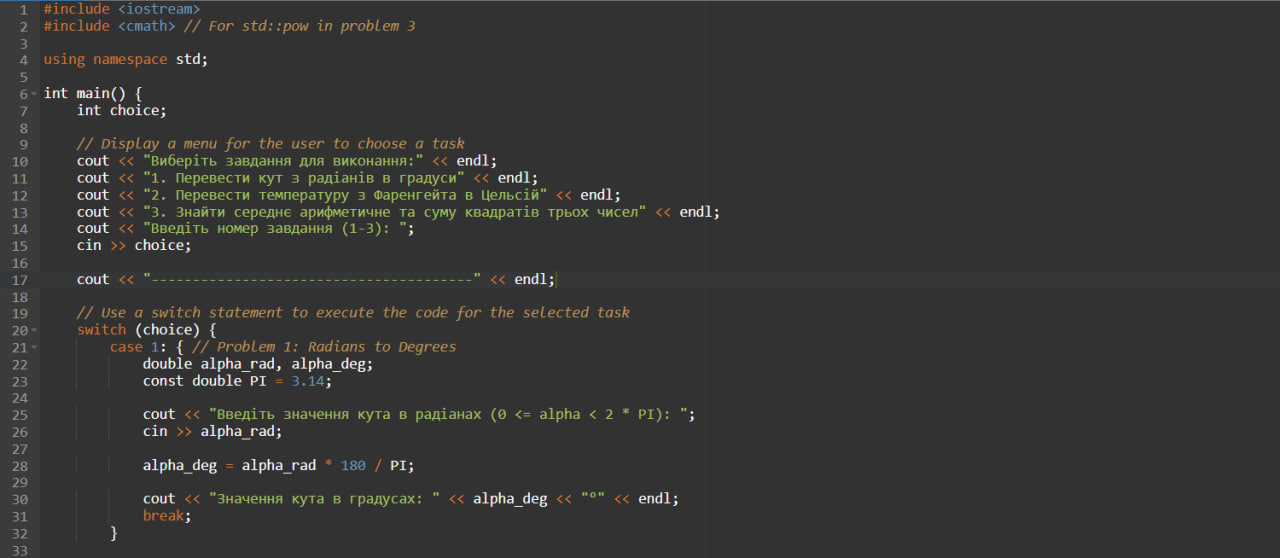 1 #include <iostream>
2 #include <cmath> // For std::pow in problem 3
3
4 using namespace std;
5
6 int main() {
7     int choice;
8
9     // Display a menu for the user to choose a task
10     cout << "Виберіть завдання для виконання:" << endl;
11     cout << "1. Перевести кут з радіанів в градуси" << endl;
12     cout << "2. Перевести температуру з Фаренгейта в Цельсій" << endl;
13     cout << "3. Знайти середнє арифметичне та суму квадратів трьох чисел" << endl;
14     cout << "Введіть номер завдання (1-3): ";
15     cin >> choice;
16
17     cout << "---------------------------------------" << endl;
18
19     // Use a switch statement to execute the code for the selected task
20     switch (choice) {
21         case 1: { // Problem 1: Radians to Degrees
22             double alpha_rad, alpha_deg;
23             const double PI = 3.14;
24
25             cout << "Введіть значення кута в радіанах (0 <= alpha < 2 * PI): ";
26             cin >> alpha_rad;
27
28             alpha_deg = alpha_rad * 180 / PI;
29
30             cout << "Значення кута в градусах: " << alpha_deg << "°" << endl;
31             break;
32         }
33